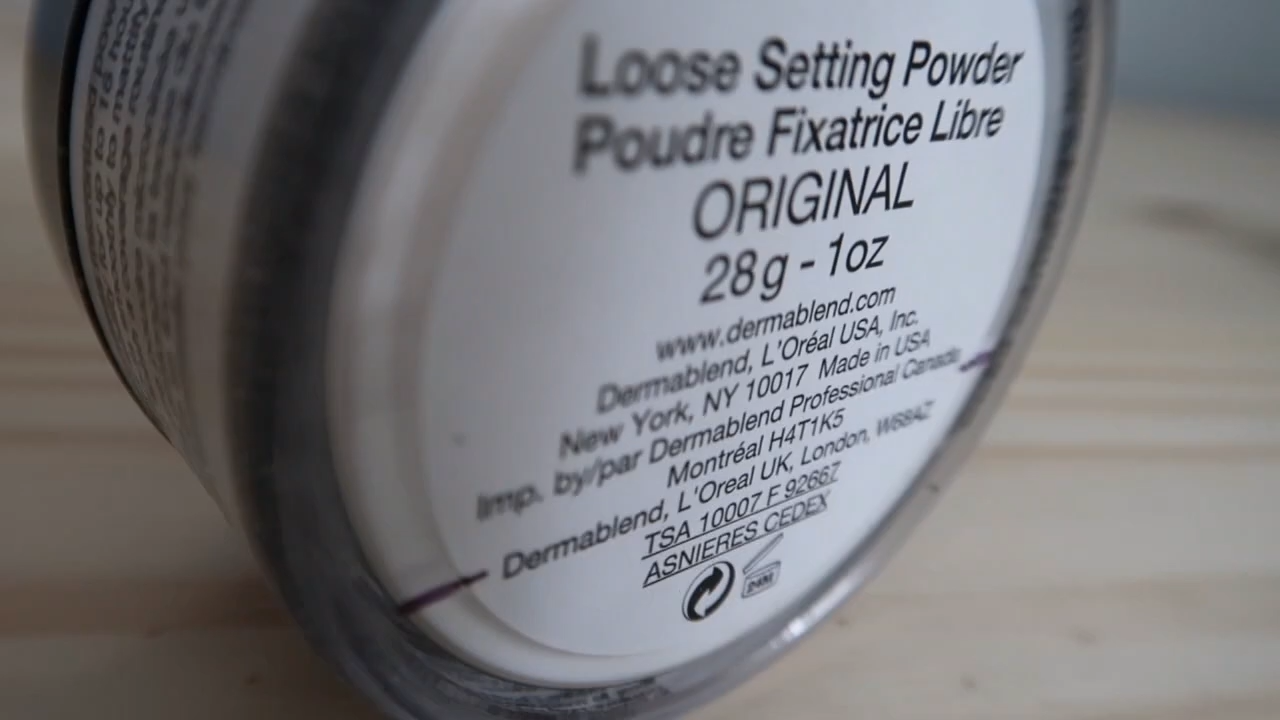 Loose Setting Powder
Poudre Fixatrice Libre
ORIGINAL
28g - 1oz
www.dermablend.com
Dermablend, L'Oréal USA, Inc.
New York, NY 10017 Made in USA
Imp. by/par Dermablend Professional Canada
Montréal H4T1K5
Dermablend, L'Oreal UK, London, W68AZ
TSA 10007 F 92667
ASNIERES CEDEX
24M